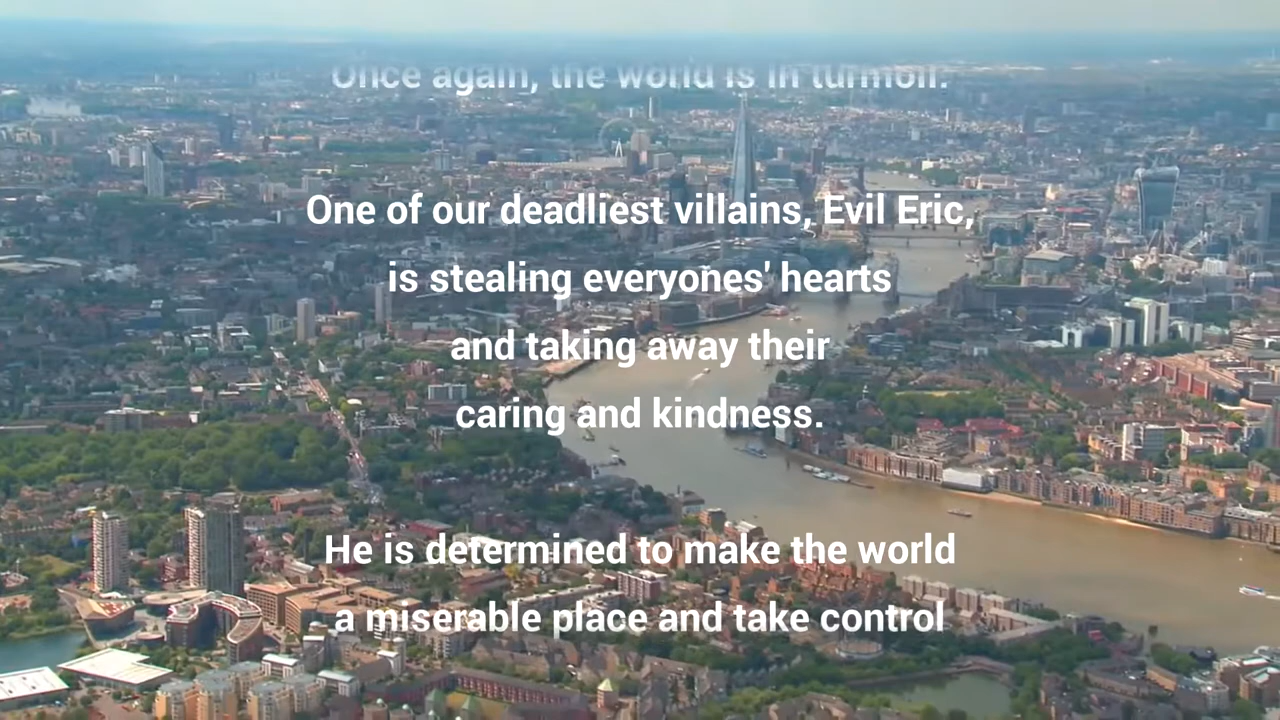 Once again, the world is in turmoil.
One of our deadliest villains, Evil Eric,
is stealing everyones' hearts
and taking away their
caring and kindness.
He is determined to make the world
a miserable place and take control